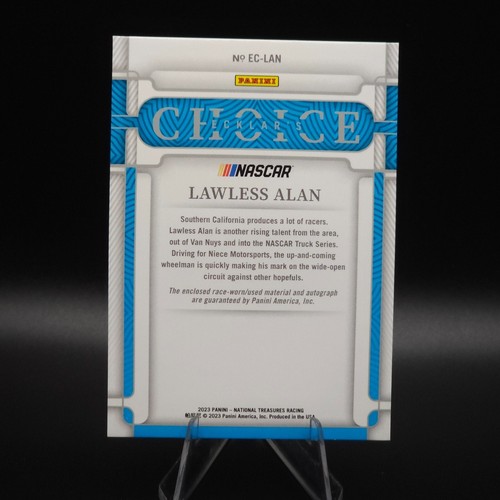 Nº EC-LAN
PANINI
CHOICE
ECKLAR'S
NASCAR
LAWLESS ALAN
Southern California produces a lot of racers.
Lawless Alan is another rising talent from the area,
out of Van Nuys and into the NASCAR Truck Series.
Driving for Niece Motorsports, the up-and-coming
wheelman is quickly making his mark on the wide-open
circuit against other hopefuls.
The enclosed race-worn/used material and autograph
are guaranteed by Panini America, Inc.
2023 PANINI - NATIONAL TREASURES RACING
© 2023 Panini America, Inc. Produced in the USA